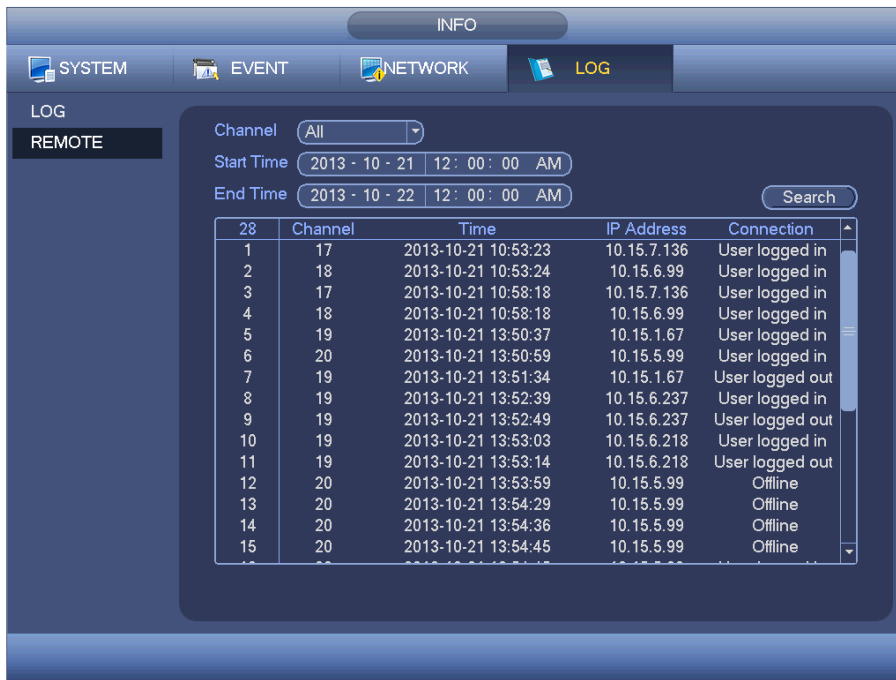 INFO
SYSTEM EVENT NETWORK LOG
LOG
REMOTE
Channel All
Start Time 2013 - 10 - 21 12 : 00 : 00 AM
End Time 2013 - 10 - 22 12 : 00 : 00 AM
Search
28 Channel Time IP Address Connection
1 17 2013-10-21 10:53:23 10.15.7.136 User logged in
2 18 2013-10-21 10:53:24 10.15.6.99 User logged in
3 17 2013-10-21 10:58:18 10.15.7.136 User logged in
4 18 2013-10-21 10:58:18 10.15.6.99 User logged in
5 19 2013-10-21 13:50:37 10.15.1.67 User logged in
6 20 2013-10-21 13:50:59 10.15.5.99 User logged in
7 19 2013-10-21 13:51:34 10.15.1.67 User logged out
8 19 2013-10-21 13:52:39 10.15.6.237 User logged in
9 19 2013-10-21 13:52:49 10.15.6.237 User logged out
10 19 2013-10-21 13:53:03 10.15.6.218 User logged in
11 19 2013-10-21 13:53:14 10.15.6.218 User logged out
12 20 2013-10-21 13:53:59 10.15.5.99 Offline
13 20 2013-10-21 13:54:29 10.15.5.99 Offline
14 20 2013-10-21 13:54:36 10.15.5.99 Offline
15 20 2013-10-21 13:54:45 10.15.5.99 Offline